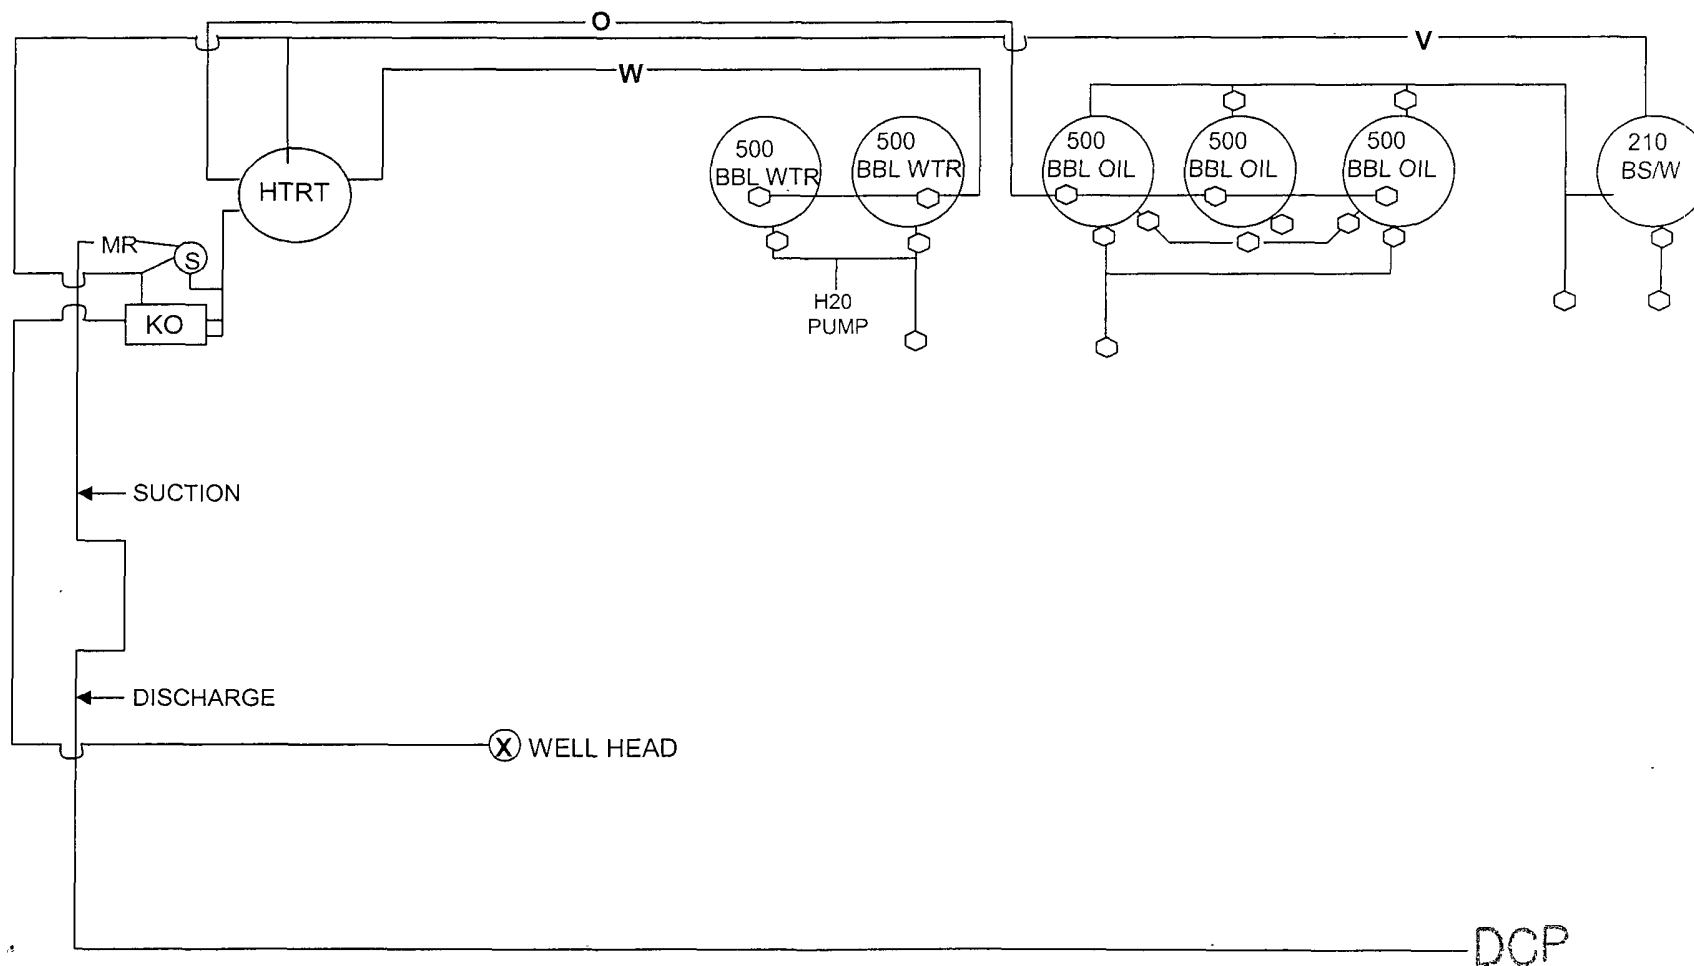 O
V
W
500
BBL WTR
500
BBL WTR
500
BBL OIL
500
BBL OIL
500
BBL OIL
210
BS/W
HTRT
MR
S
KO
H20
PUMP
SUCTION
DISCHARGE
X WELL HEAD
DCP